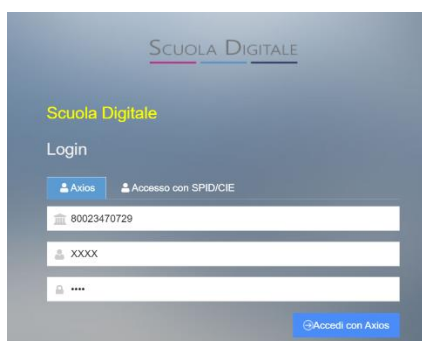 SCUOLA DIGITALE
Scuola Digitale
Login
Axios Accesso con SPID/CIE
80023470729
XXXX
••••
Accedi con Axios